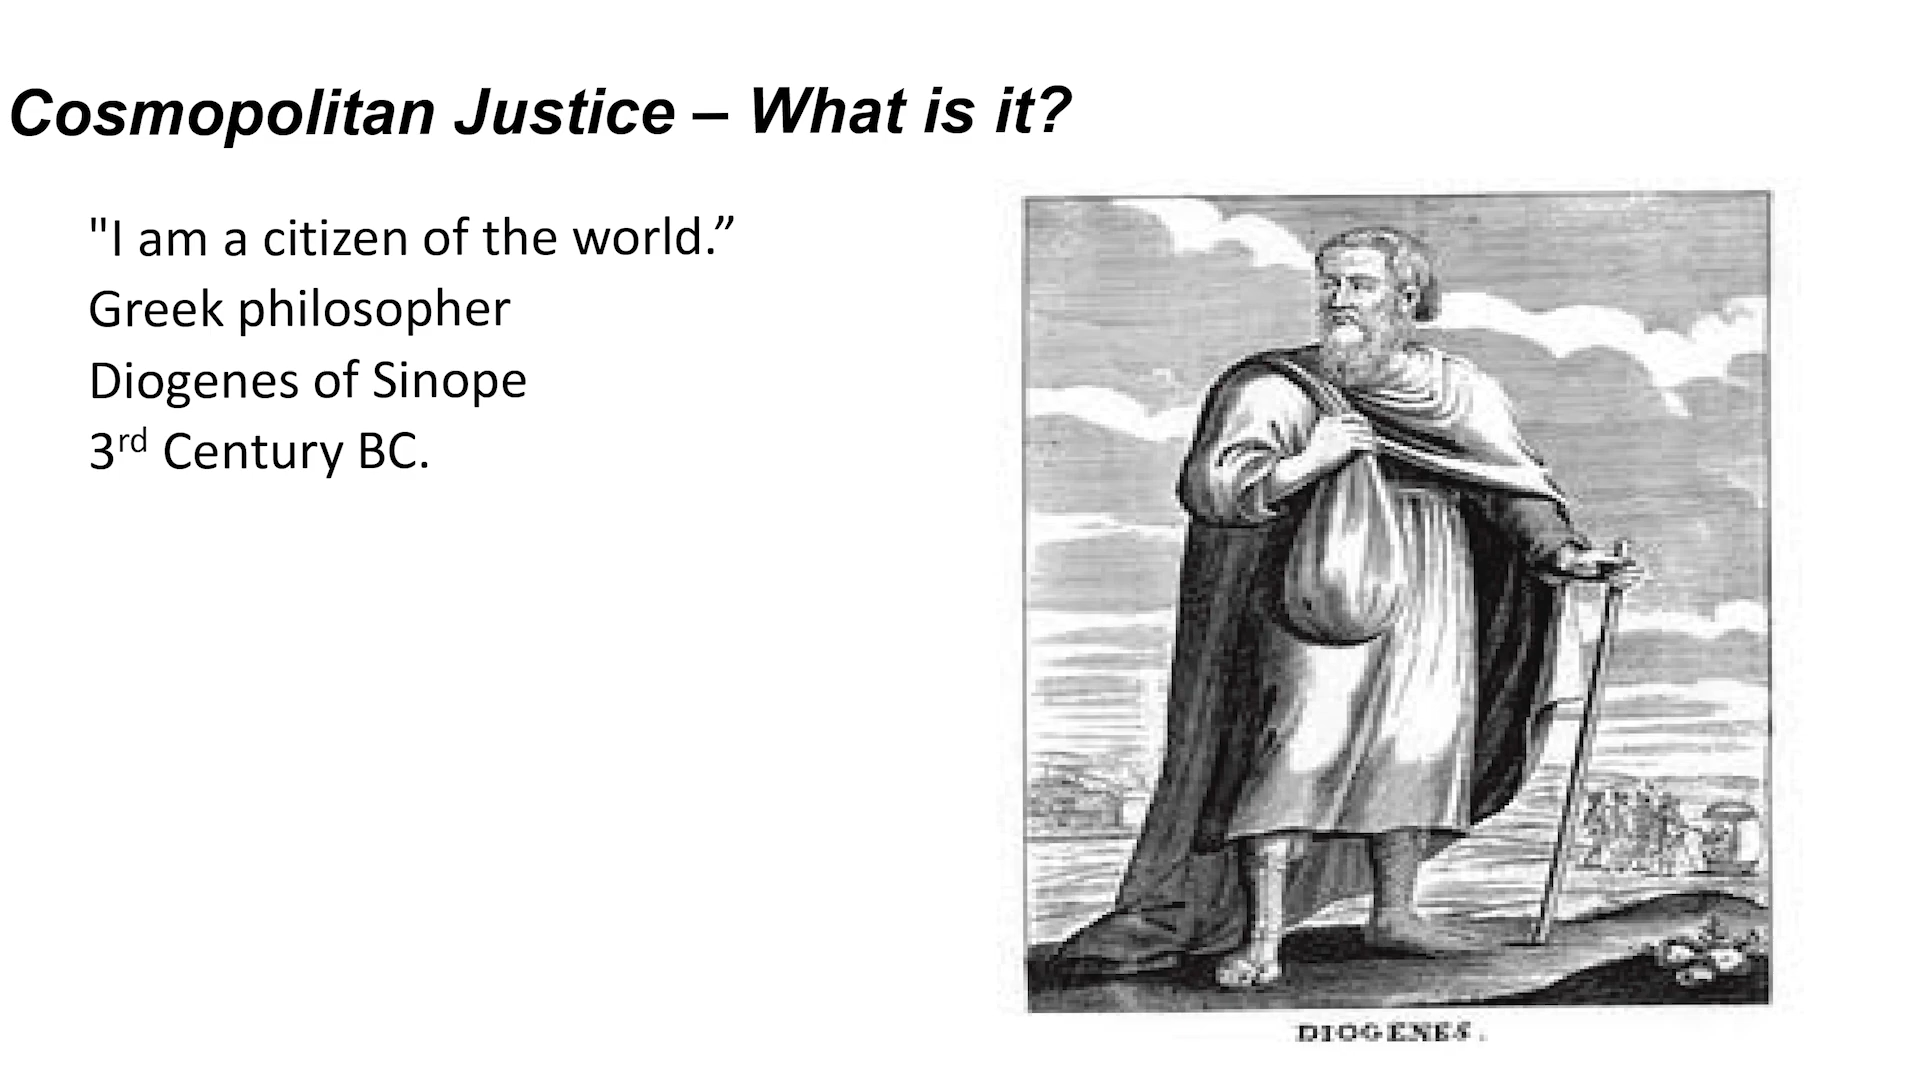 Cosmopolitan Justice – What is it?
"I am a citizen of the world.”
Greek philosopher
Diogenes of Sinope
3rd Century BC.
DIOGENES.